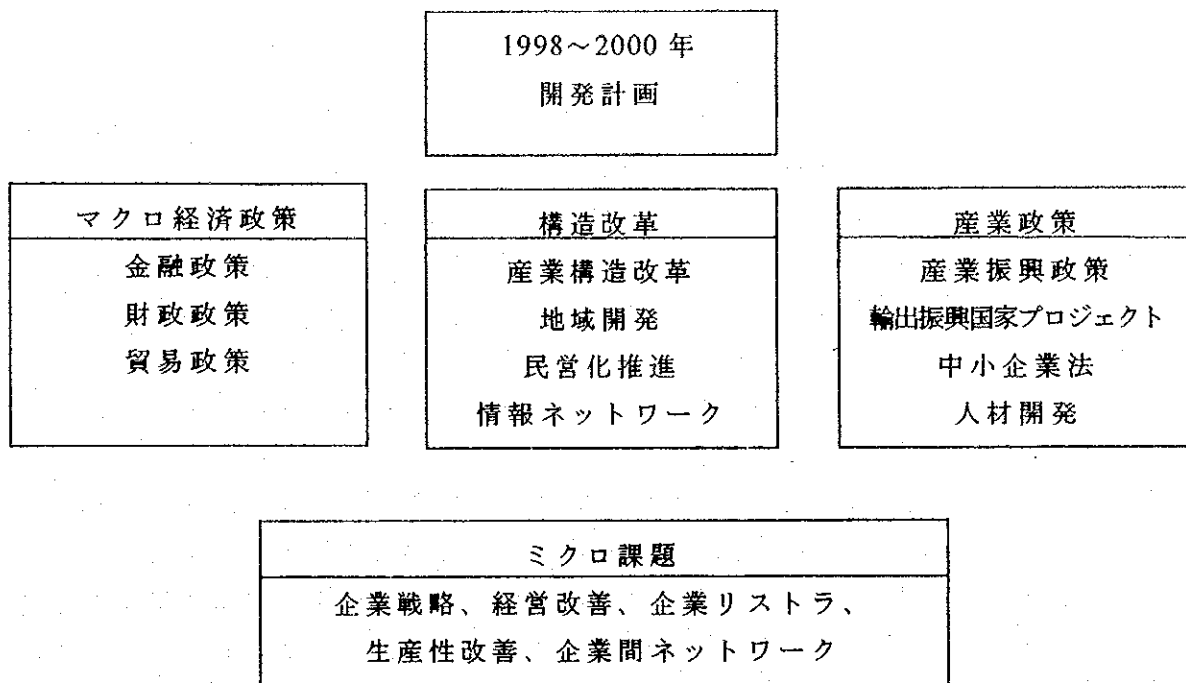 1998～2000 年
開発計画
マクロ経済政策
金融政策
財政政策
貿易政策
構造改革
産業構造改革
地域開発
民営化推進
情報ネットワーク
産業政策
産業振興政策
輸出振興国家プロジェクト
中小企業法
人材開発
ミクロ課題
企業戦略、経営改善、企業リストラ、
生産性改善、企業間ネットワーク